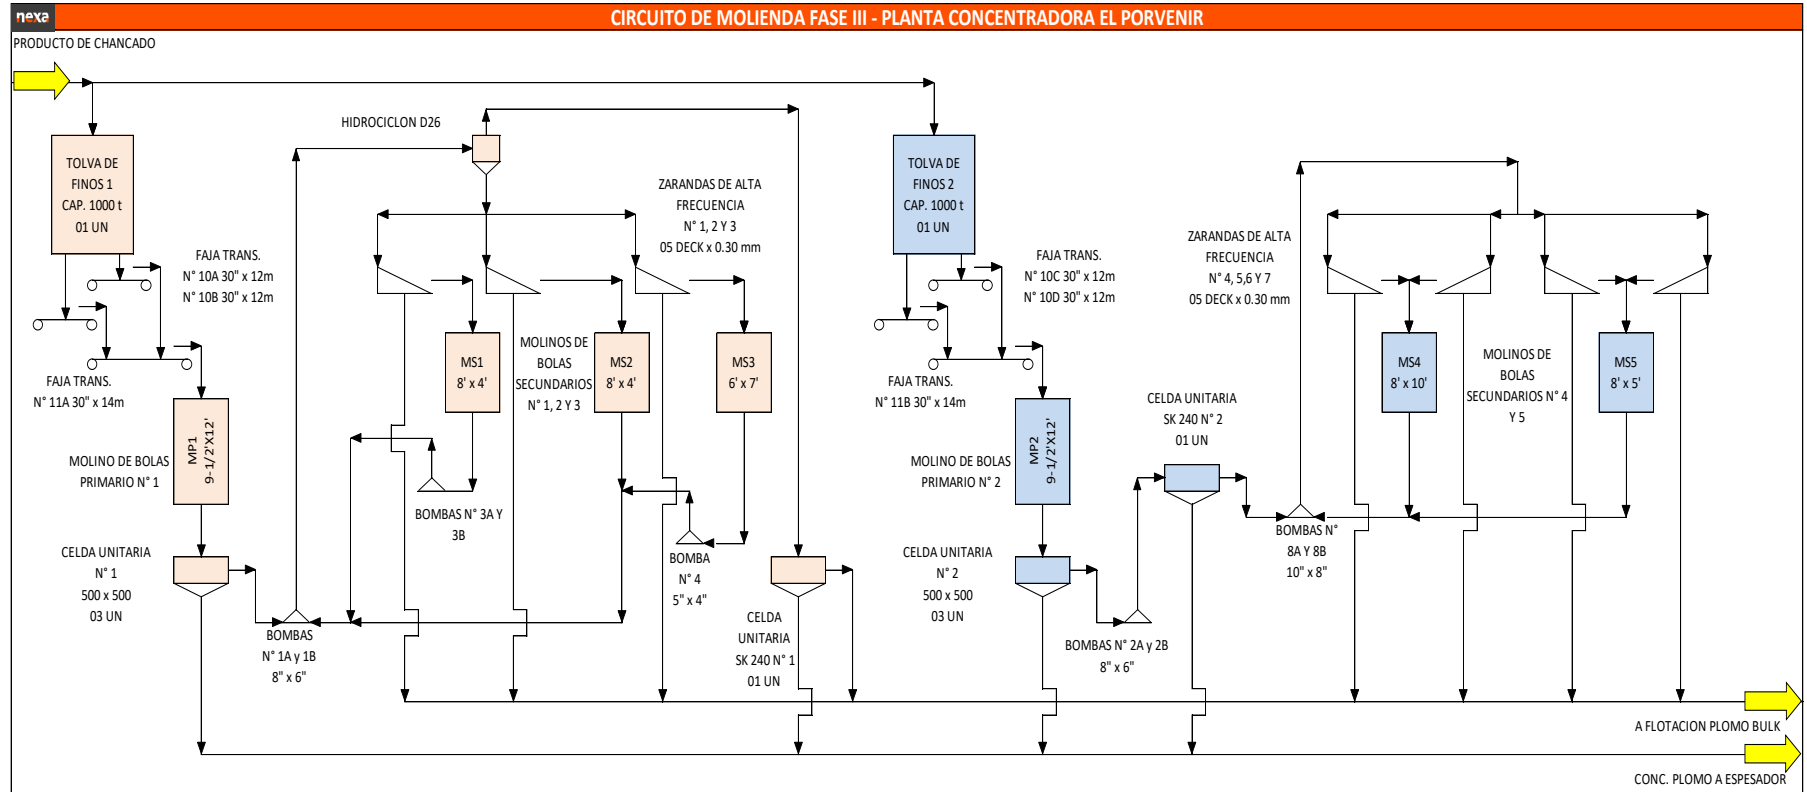 nexa
CIRCUITO DE MOLIENDA FASE III - PLANTA CONCENTRADORA EL PORVENIR
PRODUCTO DE CHANCADO
TOLVA DE
FINOS 1
CAP. 1000 t
01 UN
FAJA TRANS.
N° 10A 30" x 12m
N° 10B 30" x 12m
FAJA TRANS.
N° 11A 30" x 14m
MP1
9-1/2'X12'
MOLINO DE BOLAS
PRIMARIO N° 1
CELDA UNITARIA
N° 1
500 x 500
03 UN
BOMBAS
N° 1A y 1B
8" x 6"
HIDROCICLON D26
ZARANDAS DE ALTA
FRECUENCIA
N° 1, 2 Y 3
05 DECK x 0.30 mm
MS1
8' x 4'
MOLINOS DE
BOLAS
SECUNDARIOS
N° 1, 2 Y 3
MS2
8' x 4'
MS3
6' x 7'
BOMBAS N° 3A Y
3B
BOMBA
N° 4
5" x 4"
CELDA
UNITARIA
SK 240 N° 1
01 UN
TOLVA DE
FINOS 2
CAP. 1000 t
01 UN
FAJA TRANS.
N° 10C 30" x 12m
N° 10D 30" x 12m
FAJA TRANS.
N° 11B 30" x 14m
MP2
9-1/2'X12'
MOLINO DE BOLAS
PRIMARIO N° 2
CELDA UNITARIA
N° 2
500 x 500
03 UN
BOMBAS N° 2A y 2B
8" x 6"
CELDA UNITARIA
SK 240 N° 2
01 UN
ZARANDAS DE ALTA
FRECUENCIA
N° 4, 5,6 Y 7
05 DECK x 0.30 mm
MS4
8' x 10'
MOLINOS DE
BOLAS
SECUNDARIOS N° 4
Y 5
MS5
8' x 5'
BOMBAS N°
8A Y 8B
10" x 8"
A FLOTACION PLOMO BULK
CONC. PLOMO A ESPESADOR